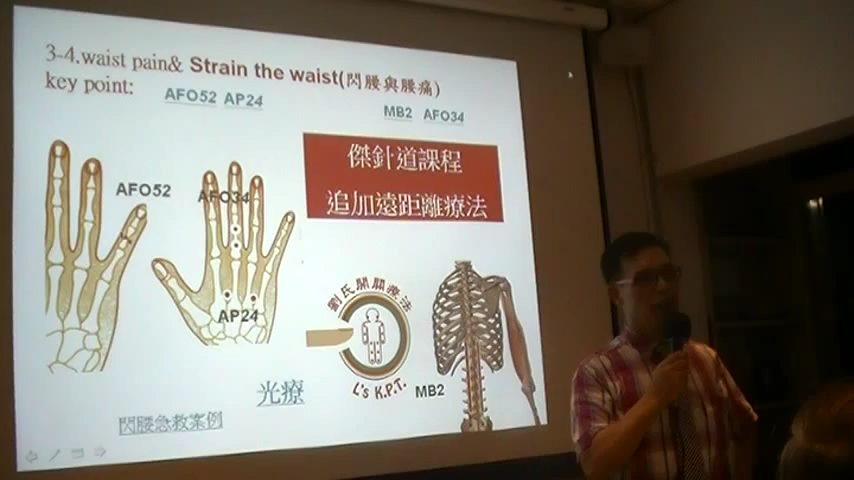 3-4.waist pain& Strain the waist(閃腰與腰痛)
key point:
AFO52 AP24
MB2 AFO34
傑針道課程
追加遠距離療法
AFO52
AFO34
AP24
劉氏開關療法
L's K.P.T.
MB2
光療
閃腰急救案例